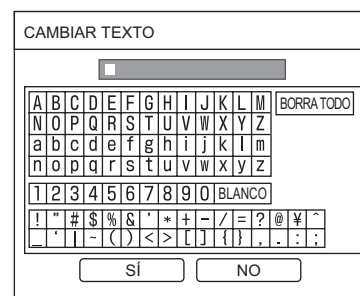 CAMBIAR TEXTO
A B C D E F G H I J K L M BORRA TODO
N O P Q R S T U V W X Y Z
a b c d e f g h i j k l m
n o p q r s t u v w x y z
1 2 3 4 5 6 7 8 9 0 BLANCO
! " # $ % & ' * + - / = ? @ ¥ ^
_ ‘ | ~ ( ) < > [ ] { } , . : ;
SÍ NO